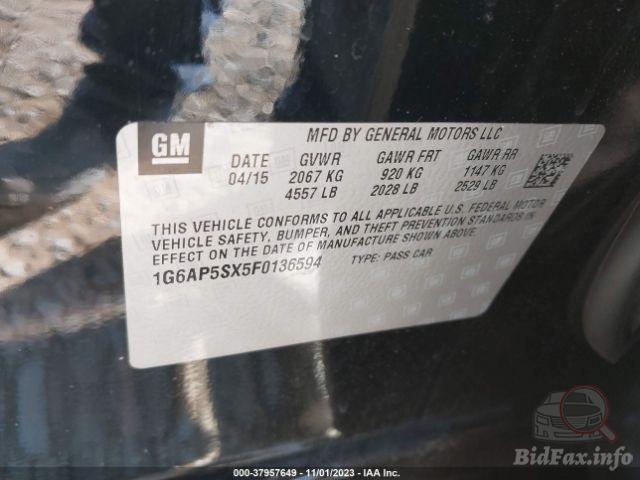 GM
MFD BY GENERAL MOTORS LLC
DATE GVWR GAWR FRT GAWR RR
04/15 2067 KG 920 KG 1147 KG
4557 LB 2028 LB 2529 LB
THIS VEHICLE CONFORMS TO ALL APPLICABLE U.S. FEDERAL MOTOR
VEHICLE SAFETY, BUMPER, AND THEFT PREVENTION STANDARDS IN
EFFECT ON THE DATE OF MANUFACTURE SHOWN ABOVE.
1G6AP5SX5F0136594 TYPE: PASS CAR
BidFax.info
000-37957649 - 11/01/2023 - IAA Inc.